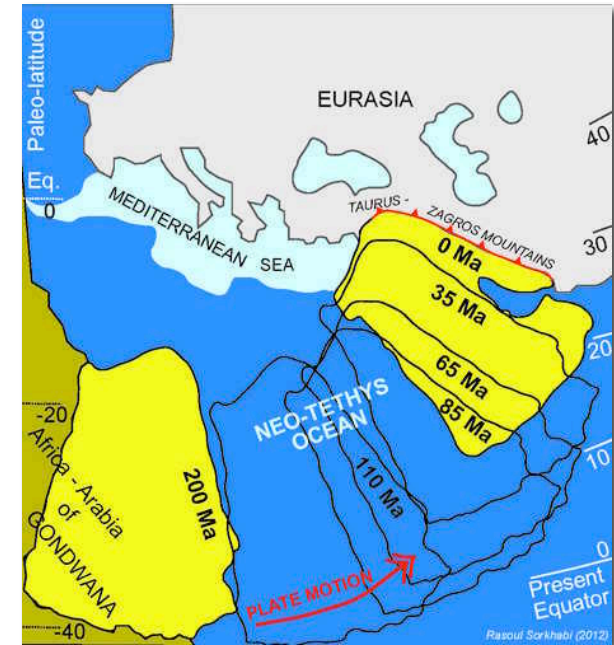 Paleo-latitude
Eq.
0
-20
-40
EURASIA
MEDITERRANEAN SEA
TAURUS - ZAGROS MOUNTAINS
40
30
20
10
0
Present
Equator
0 Ma
35 Ma
65 Ma
85 Ma
110 Ma
200 Ma
NEO-TETHYS
OCEAN
Africa - Arabia
of
GONDWANA
PLATE MOTION
Rasoul Sorkhabi (2012)